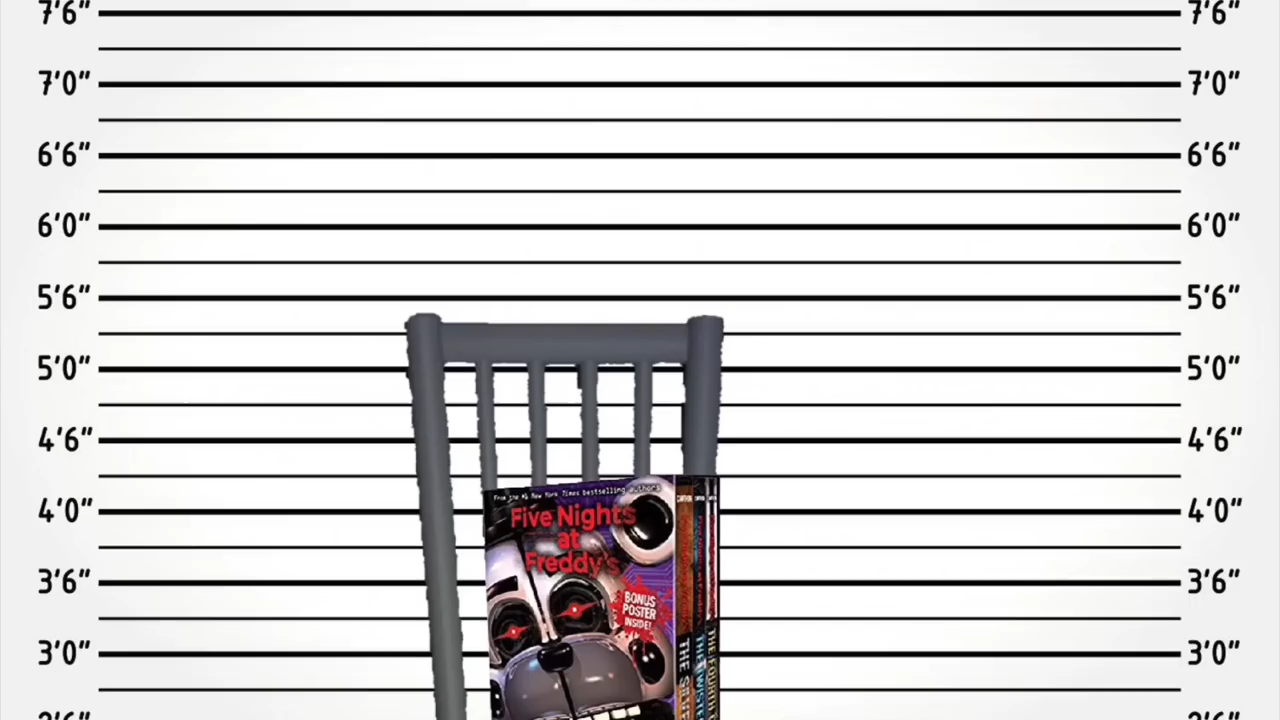 7'6" 7'6"
7'0" 7'0"
6'6" 6'6"
6'0" 6'0"
5'6" 5'6"
5'0" 5'0"
4'6" 4'6"
4'0" 4'0"
3'6" 3'6"
3'0" 3'0"
From the #1 New York Times bestselling authors
Five Nights
at
Freddy's
BONUS
POSTER
INSIDE!